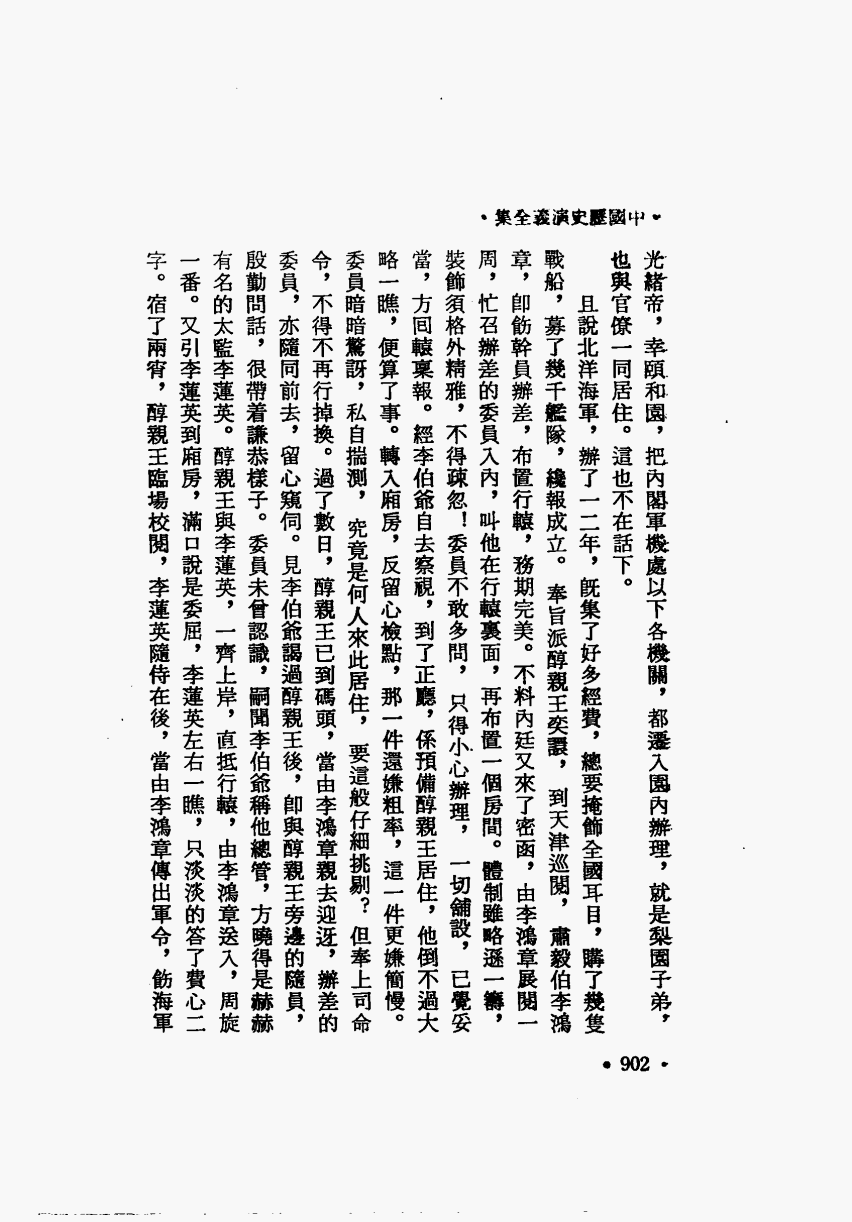 •中國歷史演義全集•
光緒帝，幸頤和園，把內閣軍機處以下各機關，都遷入園內辦理，就是梨園子弟，
也與官僚一同居住。這也不在話下。
且說北洋海軍，辦了一二年，旣集了好多經費，總要掩飾全國耳目，購了幾隻
戰船，募了幾千艦隊，纔報成立。奉旨派醇親王奕譞，到天津巡閱，肅毅伯李鴻
章，卽飭幹員辦差，布置行轅，務期完美。不料內廷又來了密函，由李鴻章展閱一
周，忙召辦差的委員入內，叫他在行轅裏面，再布置一個房間。體制雖略遜一籌，
裝飾須格外精雅，不得疎忽！委員不敢多問，只得小心辦理，一切舖設，已覺妥
當，方囘轅稟報。經李伯爺自去察視，到了正廳，係預備醇親王居住，他倒不過大
略一瞧，便算了事。轉入廂房，反留心檢點，那一件還嫌粗率，這一件更嫌簡慢。
委員暗暗驚訝，私自揣測，究竟是何人來此居住，要這般仔細挑剔？但奉上司命
令，不得不再行掉換。過了數日，醇親王已到碼頭，當由李鴻章親去迎迓，辦差的
委員，亦隨同前去，留心窺伺。見李伯爺謁過醇親王後，卽與醇親王旁邊的隨員，
殷勤問話，很帶着謙恭樣子。委員未曾認識，嗣聞李伯爺稱他總管，方曉得是赫赫
有名的太監李蓮英。醇親王與李蓮英，一齊上岸，直抵行轅，由李鴻章送入，周旋
一番。又引李蓮英到廂房，滿口說是委屈，李蓮英左右一瞧，只淡淡的答了費心二
字。宿了兩宵，醇親王臨場校閱，李蓮英隨侍在後，當由李鴻章傳出軍令，飭海軍
•902•